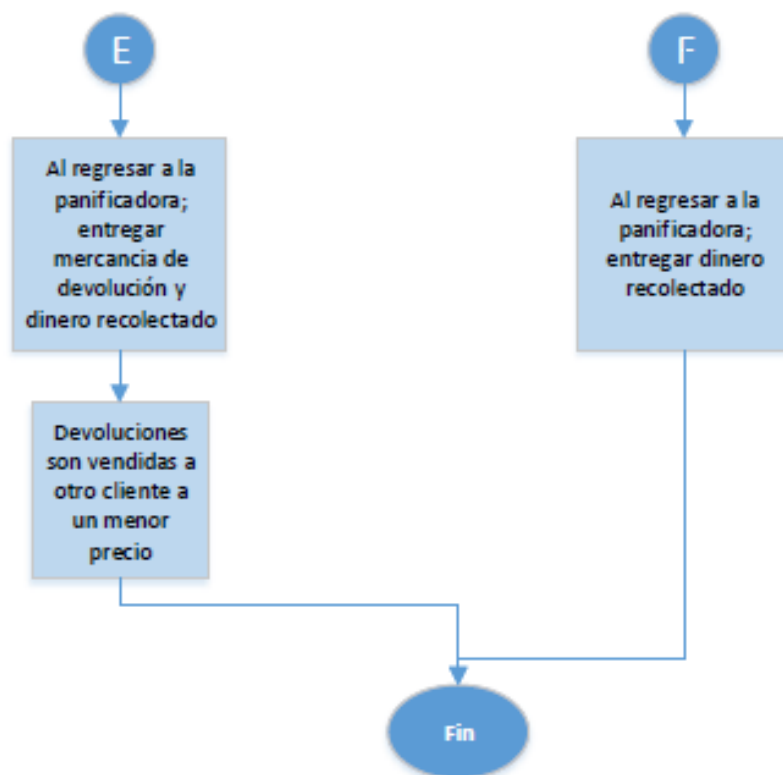 E
F
Al regresar a la
panificadora;
entregar
mercancia de
devolución y
dinero recolectado
Al regresar a la
panificadora;
entregar dinero
recolectado
Devoluciones
son vendidas a
otro cliente a
un menor
precio
Fin